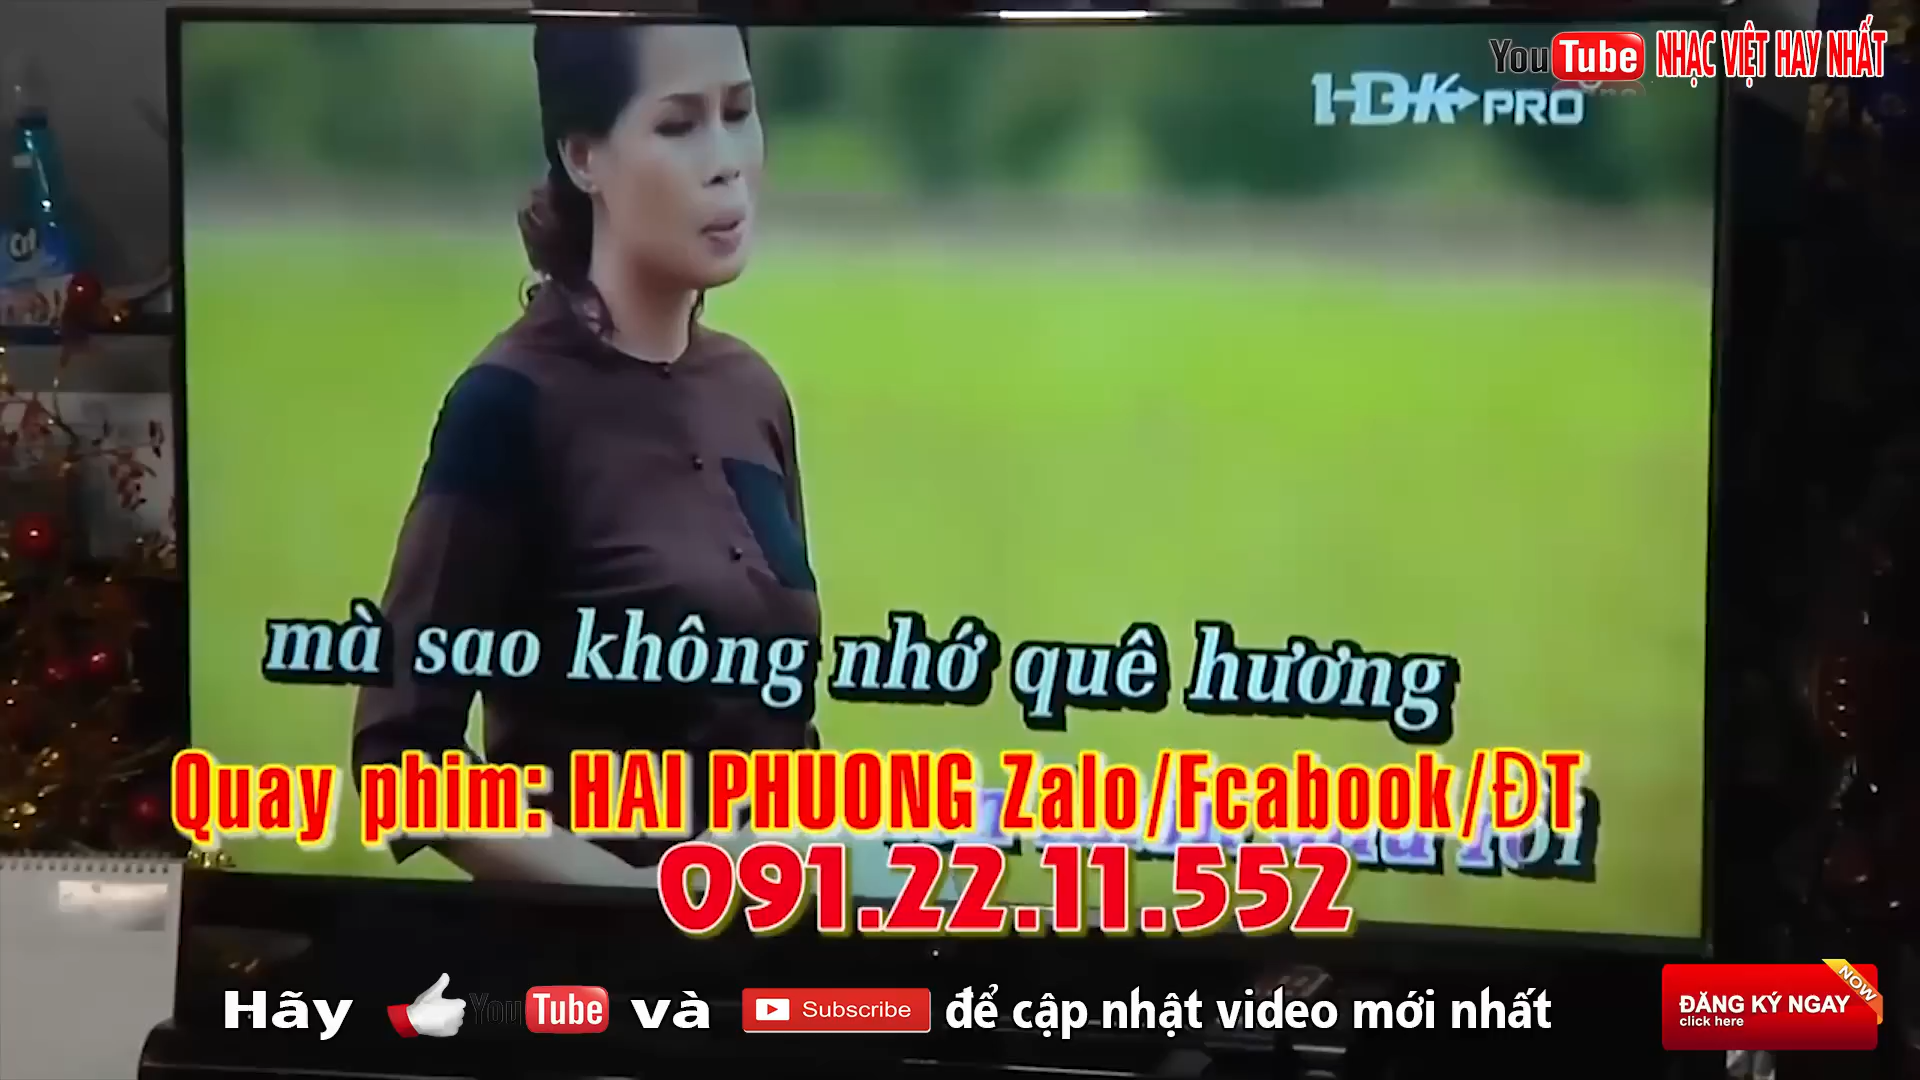 YouTube NHẠC VIỆT HAY NHẤT
HDK PRO
Cif
mà sao không nhớ quê hương
Quay phim: HAI PHUONG Zalo/Fcabook/ĐT
rồi
091.22.11.552
Hãy YouTube và Subscribe để cập nhật video mới nhất
ĐĂNG KÝ NGAY NOW
click here